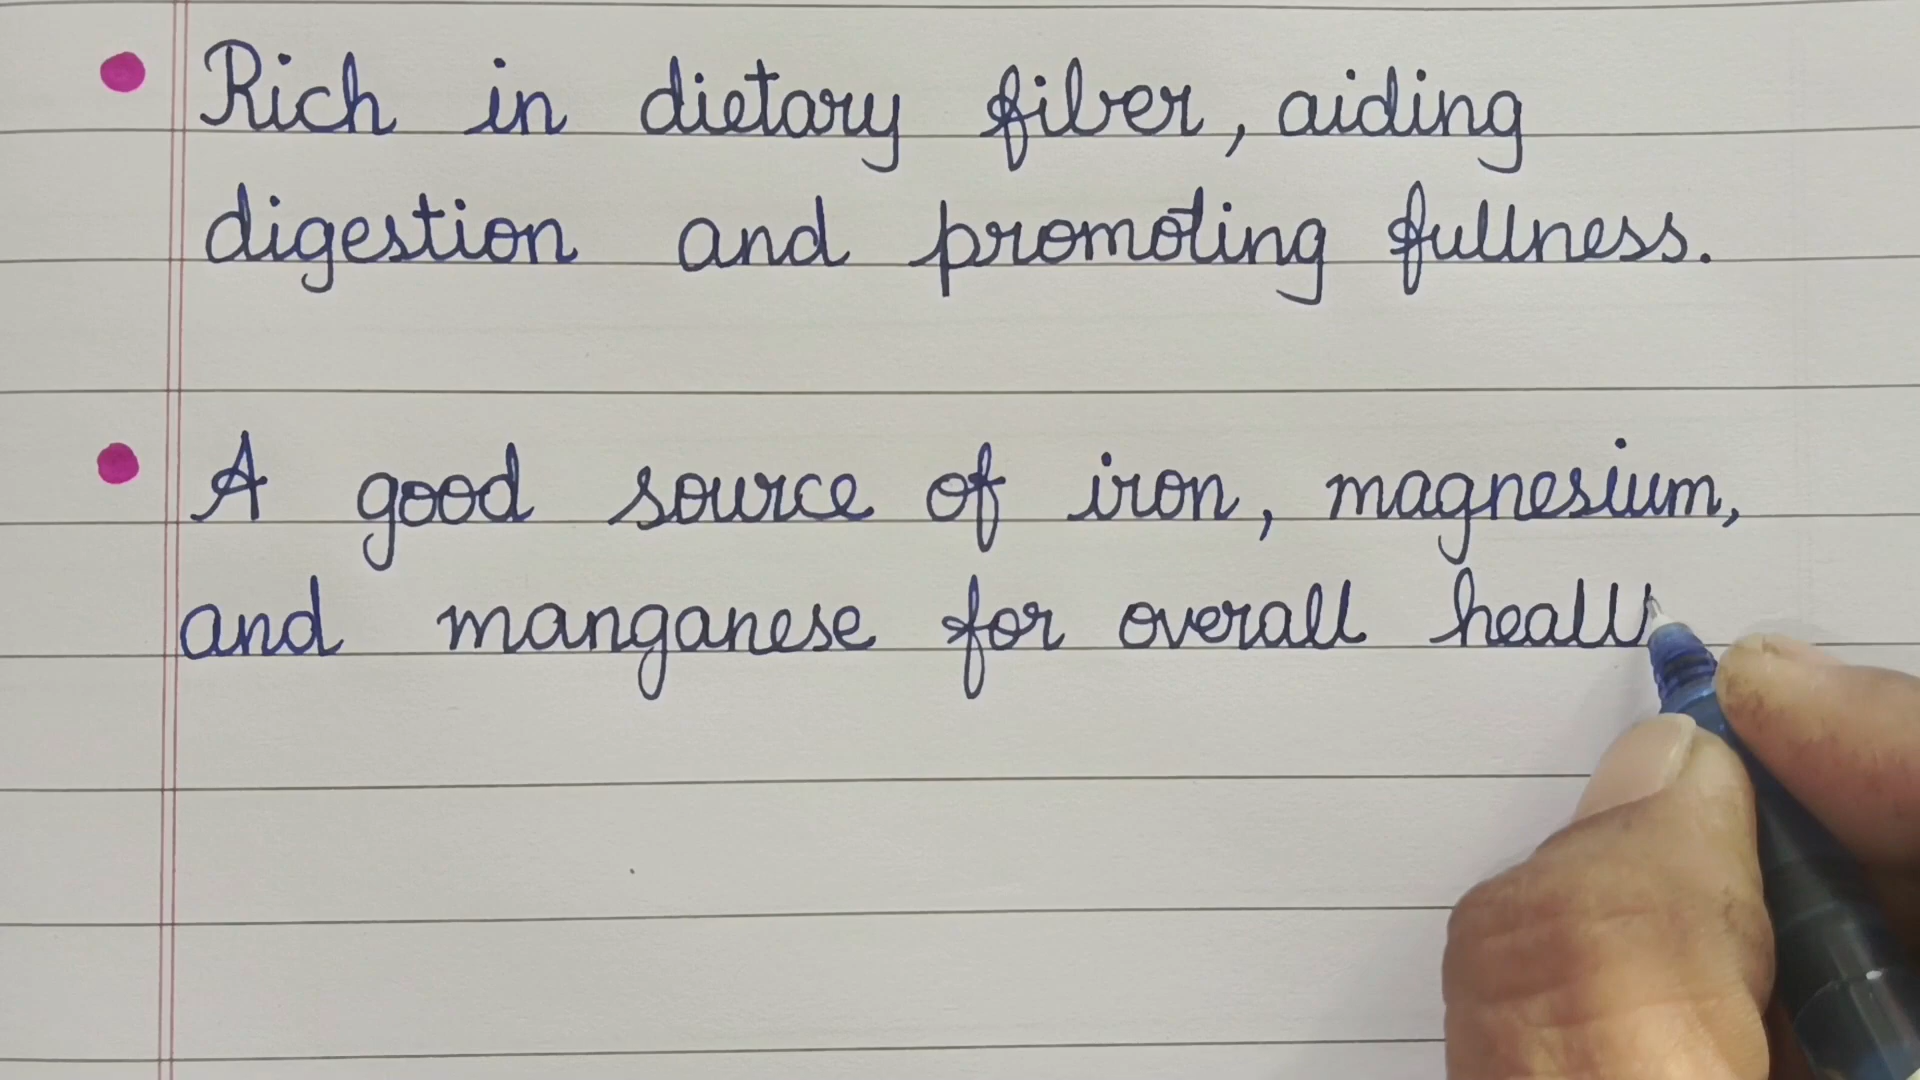 Rich in dietary fiber, aiding
digestion and promoting fullness.
A good source of iron, magnesium,
and manganese for overall